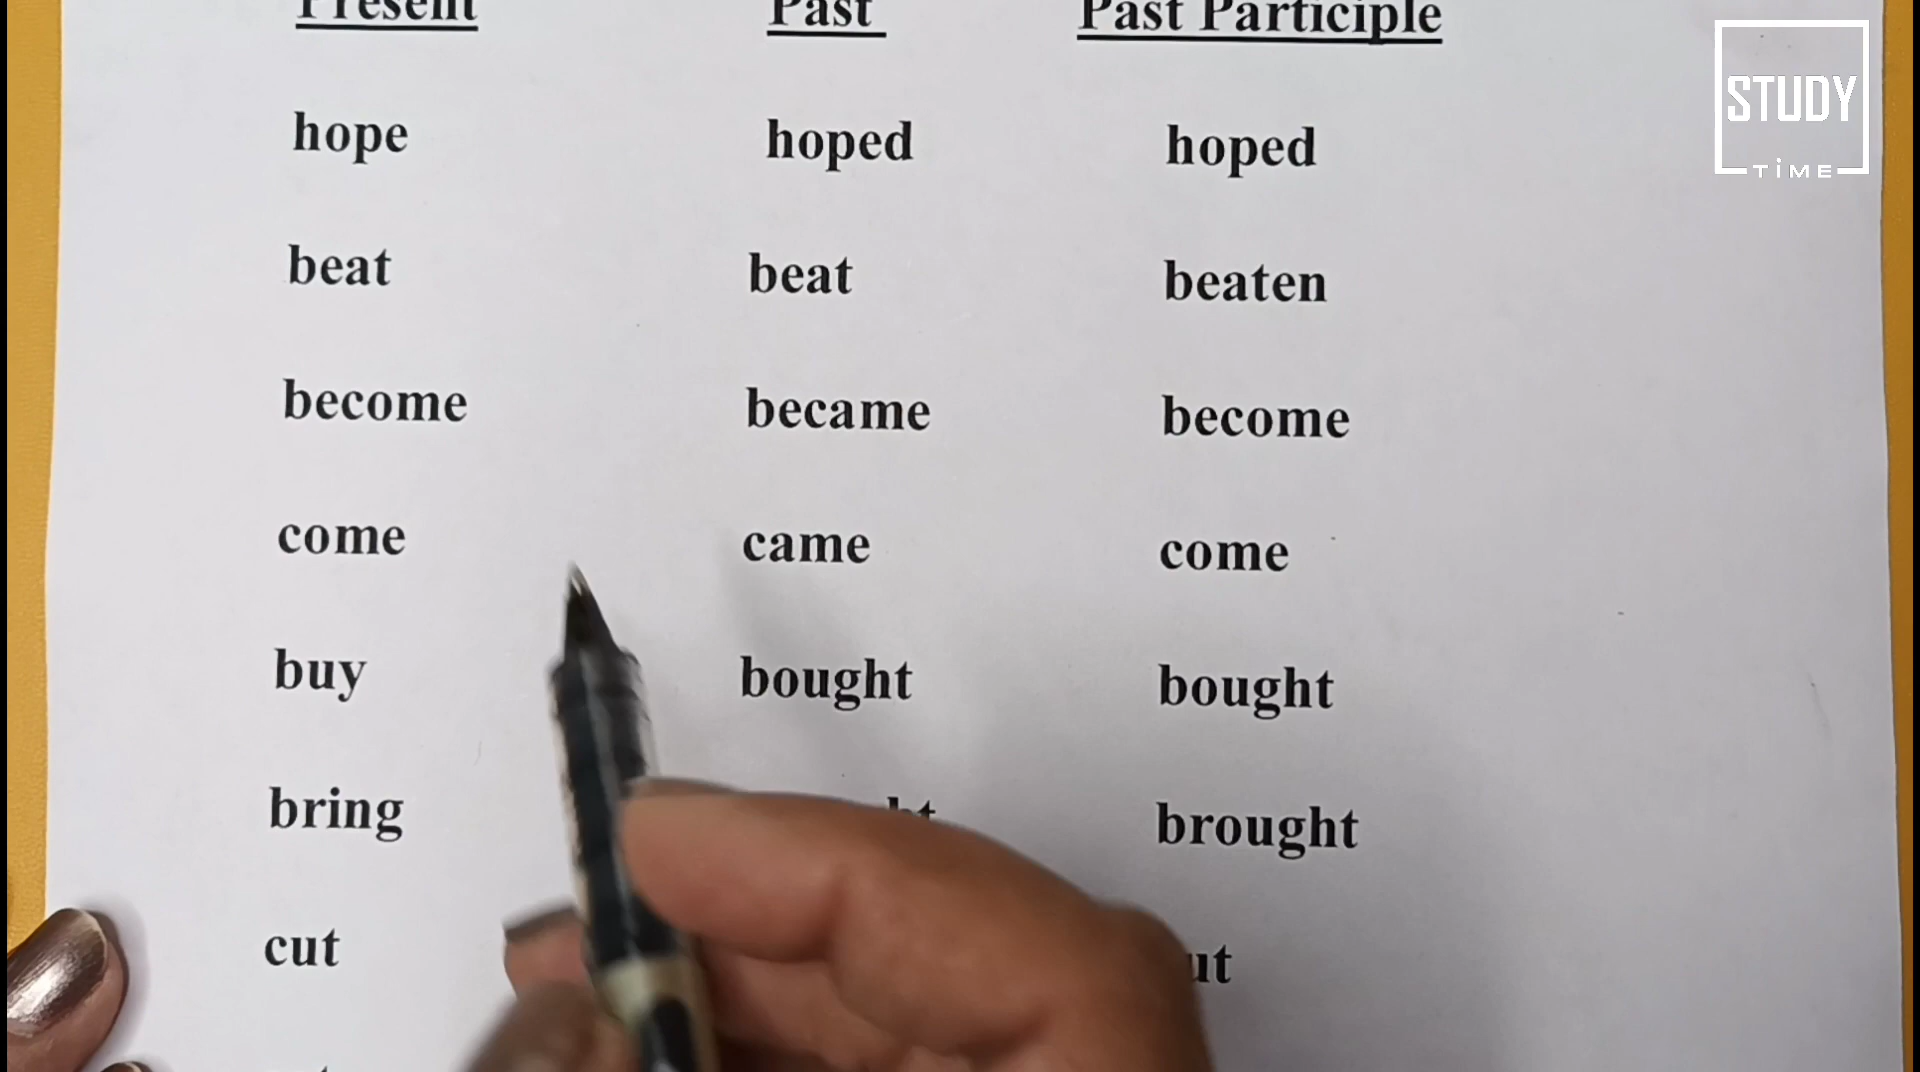 Present Past Past Participle
hope hoped hoped
beat beat beaten
become became become
come came come
buy bought bought
bring brought
cut
STUDY
TiME